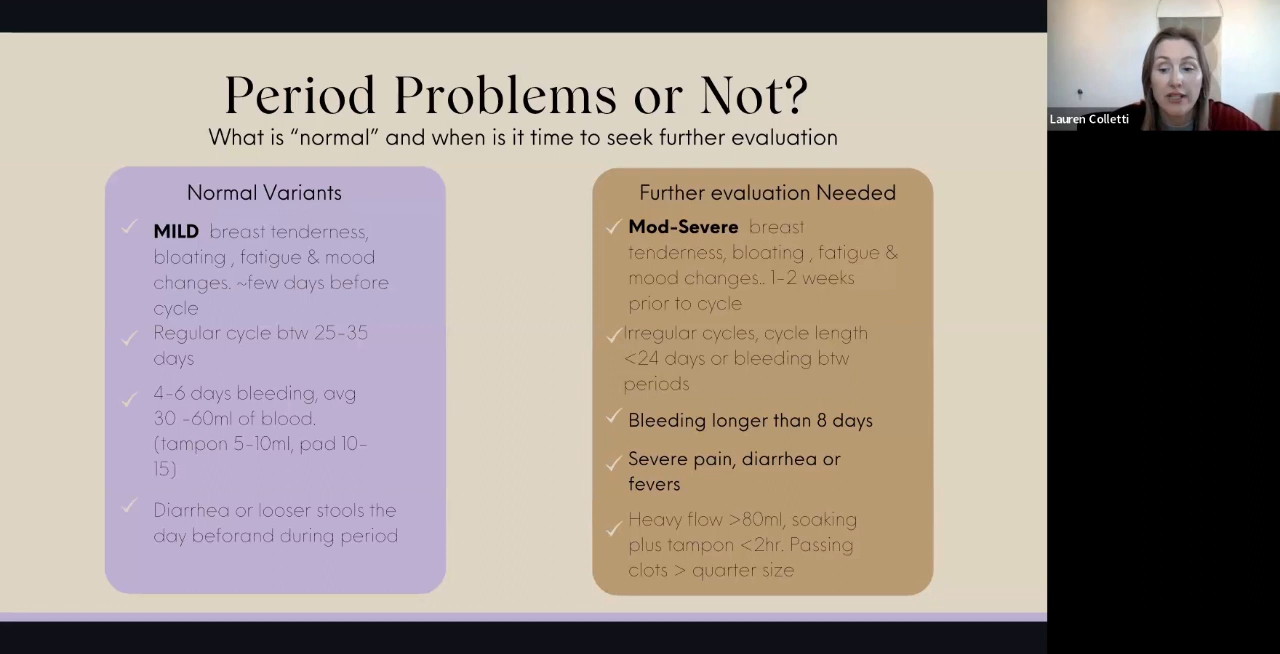 Period Problems or Not?
What is “normal” and when is it time to seek further evaluation
Normal Variants
MILD breast tenderness,
bloating , fatigue & mood
changes. ~few days before
cycle
Regular cycle btw 25-35
days
4-6 days bleeding, avg
30 -60ml of blood.
(tampon 5-10ml, pad 10-
15)
Diarrhea or looser stools the
day beforand during period
Further evaluation Needed
Mod-Severe breast
tenderness, bloating , fatigue &
mood changes.. 1-2 weeks
prior to cycle
Irregular cycles, cycle length
<24 days or bleeding btw
periods
Bleeding longer than 8 days
Severe pain, diarrhea or
fevers
Heavy flow >80ml, soaking
plus tampon <2hr. Passing
clots > quarter size
Lauren Colletti